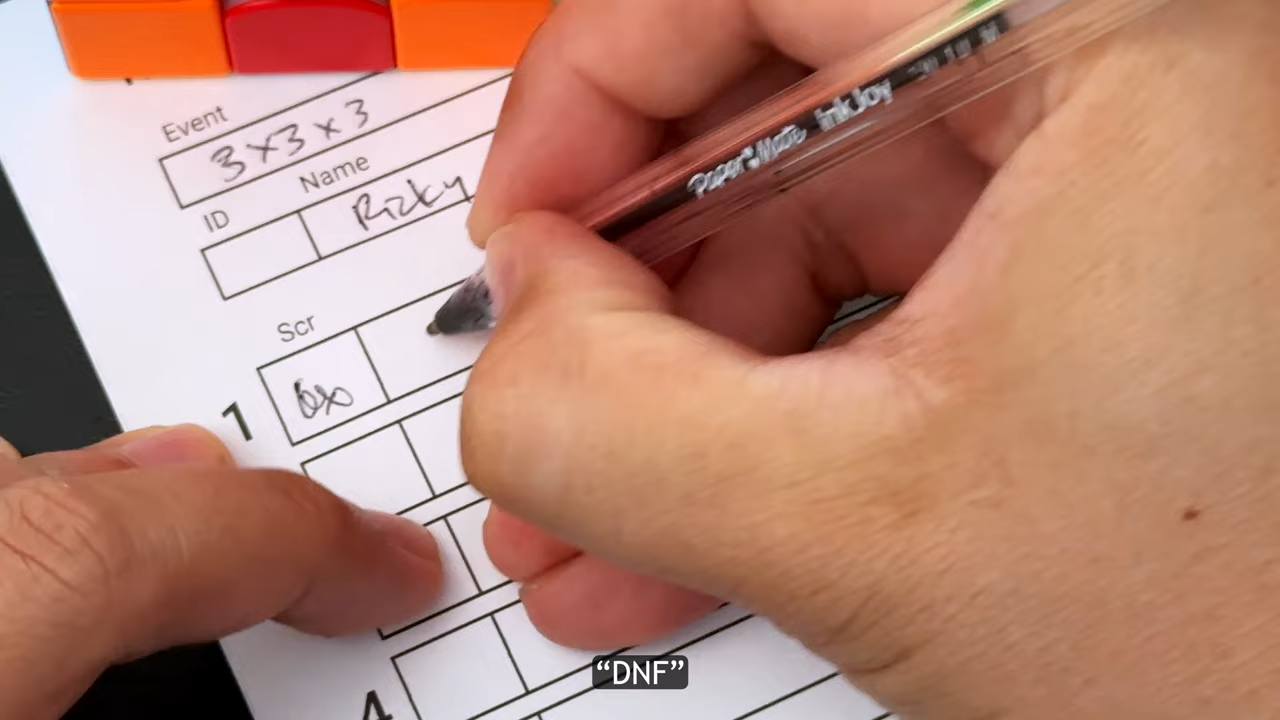 Event
3x3x3
ID Name
Ricky
Scr
1
4
Paper Mate InkJoy
“DNF”